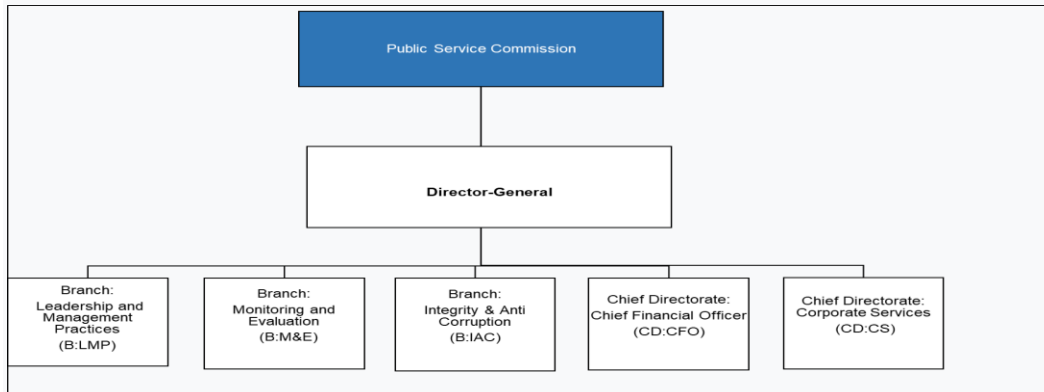 Public Service Commission
Director-General
Branch:
Leadership and
Management
Practices
(B:LMP)
Branch:
Monitoring and
Evaluation
(B:M&E)
Branch:
Integrity & Anti
Corruption
(B:IAC)
Chief Directorate:
Chief Financial Officer
(CD:CFO)
Chief Directorate:
Corporate Services
(CD:CS)